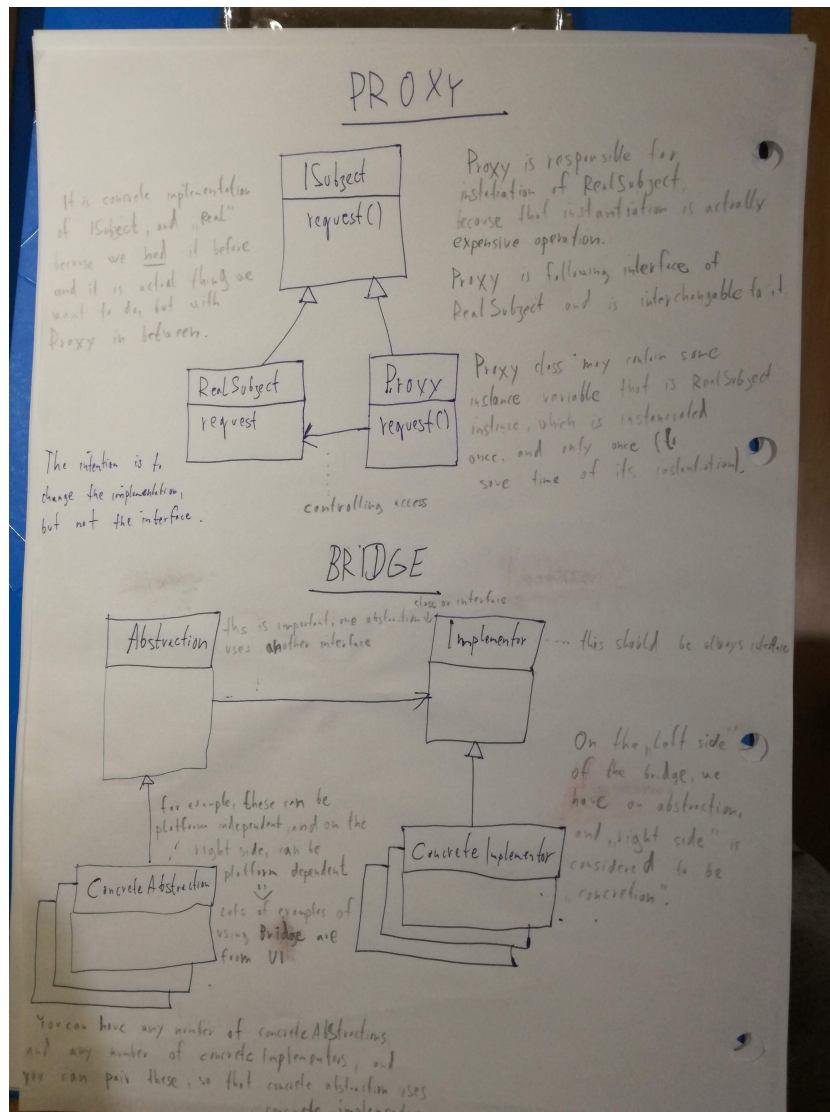 PROXY
It is concrete implementation
of ISubject, and „Real"
because we had it before
and it is actual thing we
want to do, but with
Proxy in between.
ISubject
request()
Proxy is responsible for
instatiation of RealSubject,
because that instantiation is actually
expensive operation.
Proxy is following interface of
RealSubject and is interchangable to it.
RealSubject
request
Proxy
request()
Proxy class may contain some
instance variable that is RealSubject
instance, which is instanciated
once, and only once (to
save time of its instantiation).
The intention is to
change the implementation,
but not the interface.
controlling access
BRIDGE
Abstraction
this is important; one abstraction
uses another interface
class or interface
Implementor
this should be always interface
For example, these can be
platform independent, and on the
right side, can be
platform dependent
Lots of examples of
using Bridge are
from UI
On the „left side"
of the bridge, we
have an abstraction,
and „right side" is
considered to be
„concretion".
ConcreteAbstraction
ConcreteImplementor
You can have any number of concreteAbstractions,
and any number of concreteImplementors, and
you can pair these, so that concrete abstraction uses
concrete